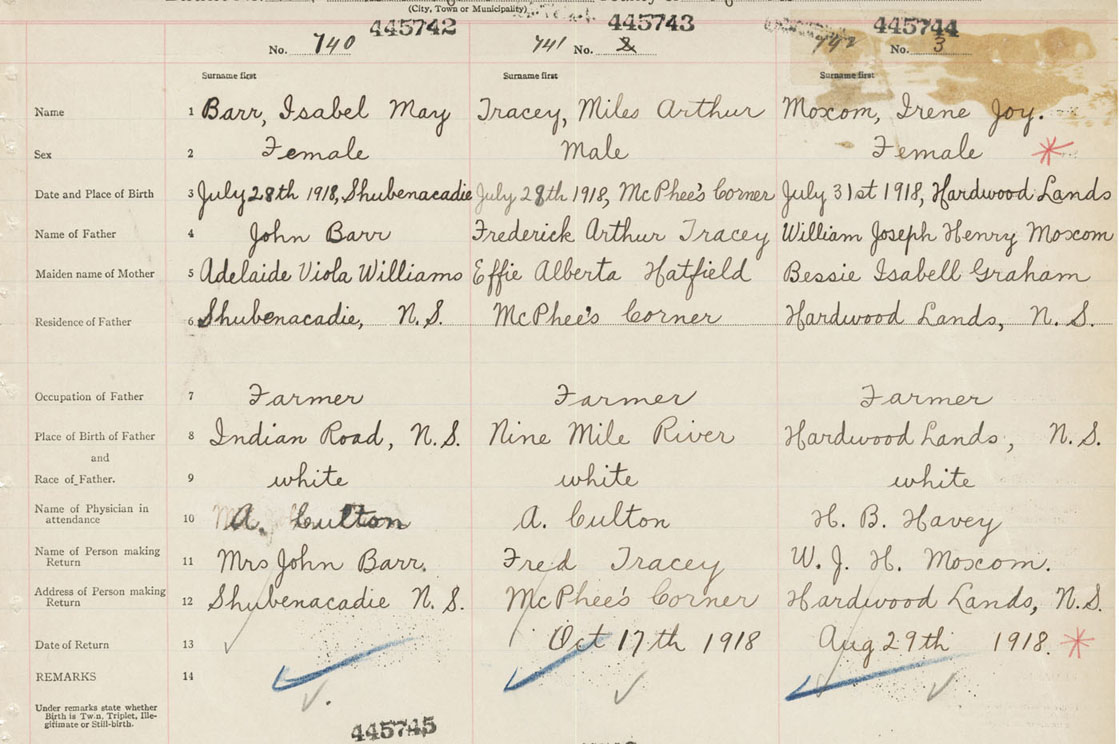 (City, Town or Municipality)
445742 445743 445744
No. 740 741 No. 2 742 No. 3
Surname first Surname first Surname first
Name 1 Barr, Isabel May Tracey, Miles Arthur Moxcom, Irene Joy.
Sex 2 Female Male Female
Date and Place of Birth 3 July 28th 1918, Shubenacadie July 28th 1918, McPhee's Corner July 31st 1918, Hardwood Lands
Name of Father 4 John Barr Frederick Arthur Tracey William Joseph Henry Moxcom
Maiden name of Mother 5 Adelaide Viola Williams Effie Alberta Hatfield Bessie Isabell Graham
Residence of Father 6 Shubenacadie, N.S. McPhee's Corner Hardwood Lands, N.S.
Occupation of Father 7 Farmer Farmer Farmer
Place of Birth of Father 8 Indian Road, N.S. Nine Mile River Hardwood Lands, N.S.
and
Race of Father. 9 white white white
Name of Physician in
attendance 10 A. Culton A. Culton H. B. Havey
Name of Person making
Return 11 Mrs John Barr. Fred Tracey W. J. H. Moxcom.
Address of Person making
Return 12 Shubenacadie N.S. McPhee's Corner Hardwood Lands, N.S.
Date of Return 13 Oct 17th 1918 Aug 29th 1918.
REMARKS 14
Under remarks state whether
Birth is Twin, Triplet, Ille-
gitimate or Still-birth.
445745